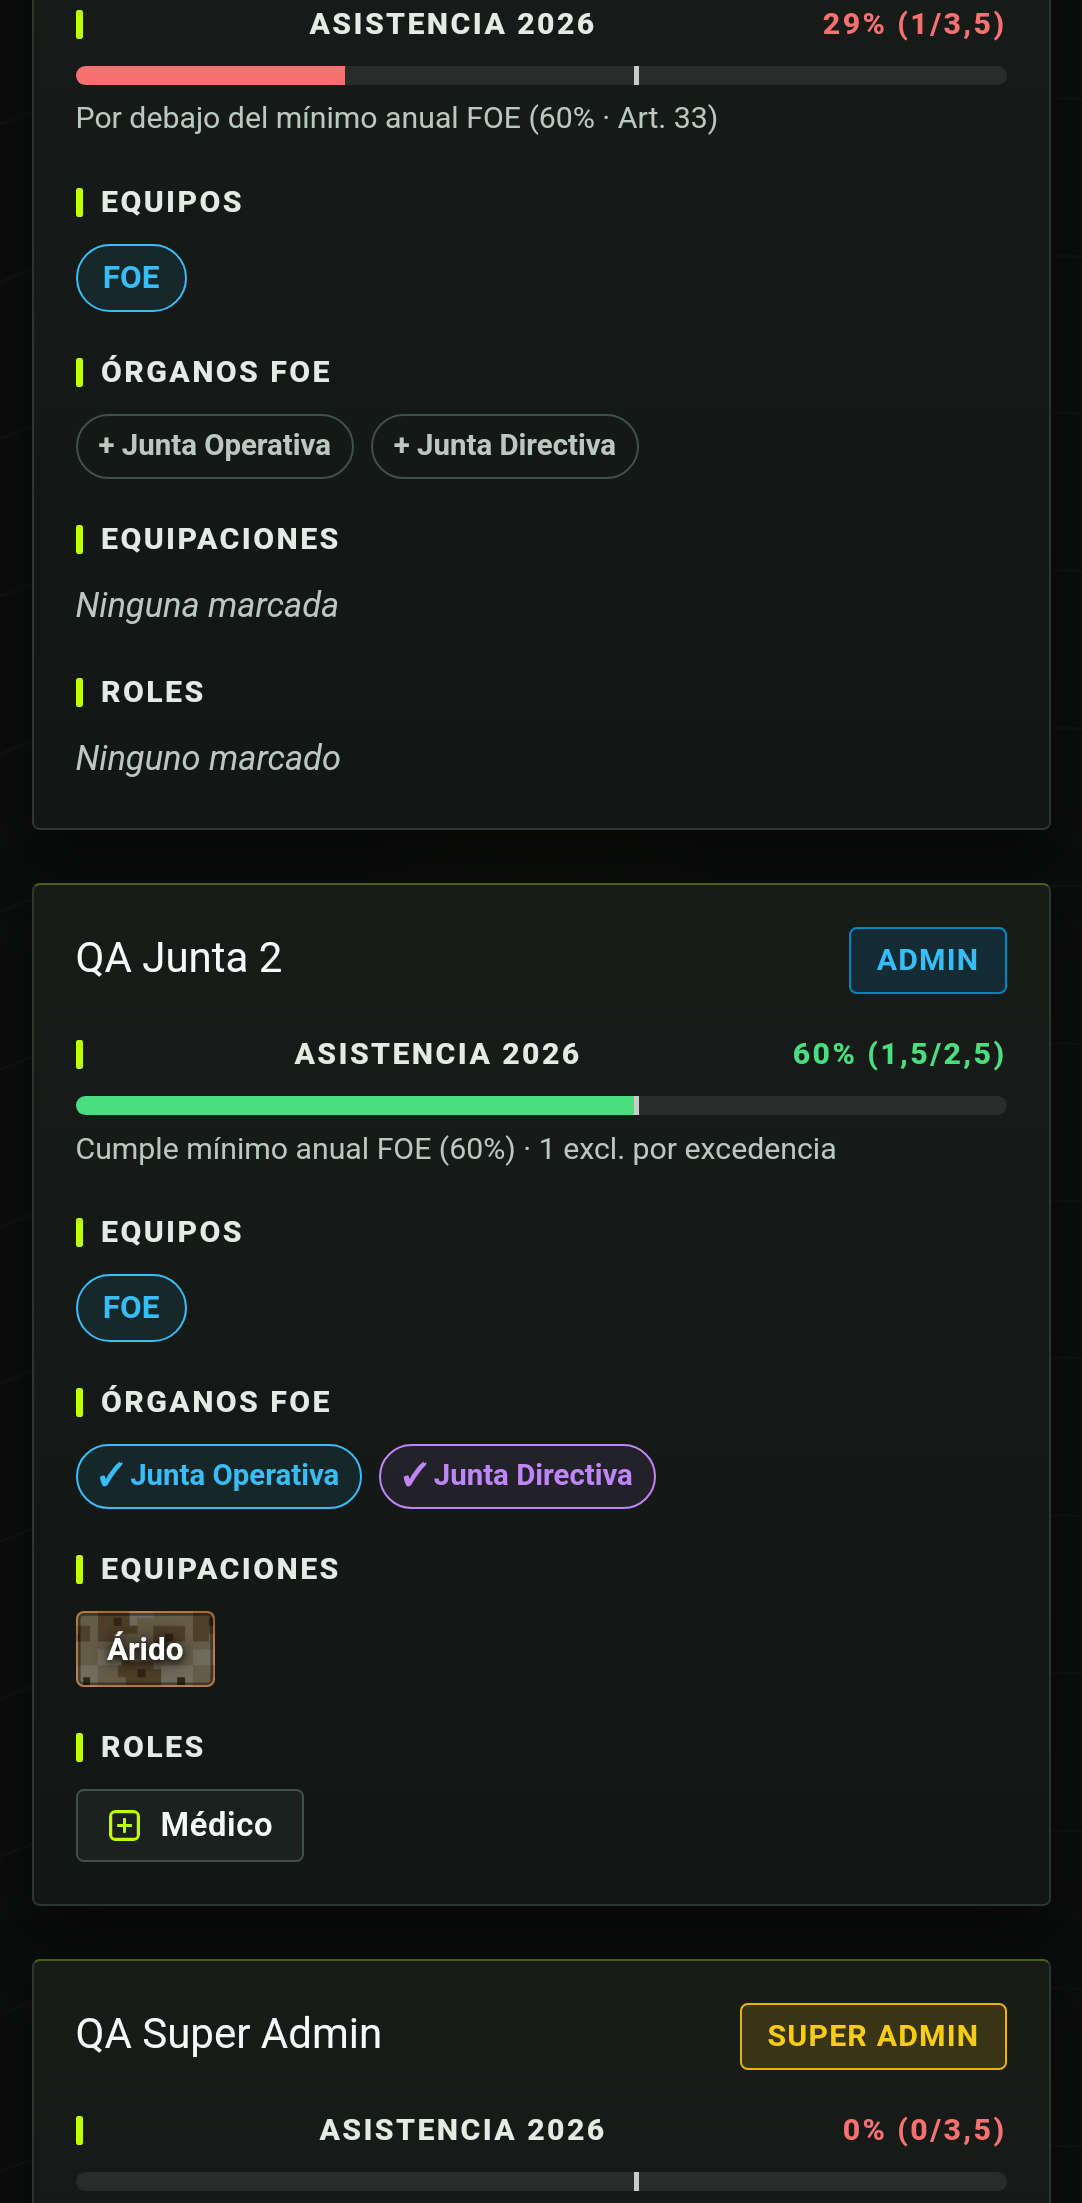 ASISTENCIA 2026 29% (1/3,5)
Por debajo del mínimo anual FOE (60% · Art. 33)
EQUIPOS
FOE
ÓRGANOS FOE
+ Junta Operativa + Junta Directiva
EQUIPACIONES
Ninguna marcada
ROLES
Ninguno marcado
QA Junta 2 ADMIN
ASISTENCIA 2026 60% (1,5/2,5)
Cumple mínimo anual FOE (60%) · 1 excl. por excedencia
EQUIPOS
FOE
ÓRGANOS FOE
✓ Junta Operativa ✓ Junta Directiva
EQUIPACIONES
Árido
ROLES
Médico
QA Super Admin SUPER ADMIN
ASISTENCIA 2026 0% (0/3,5)